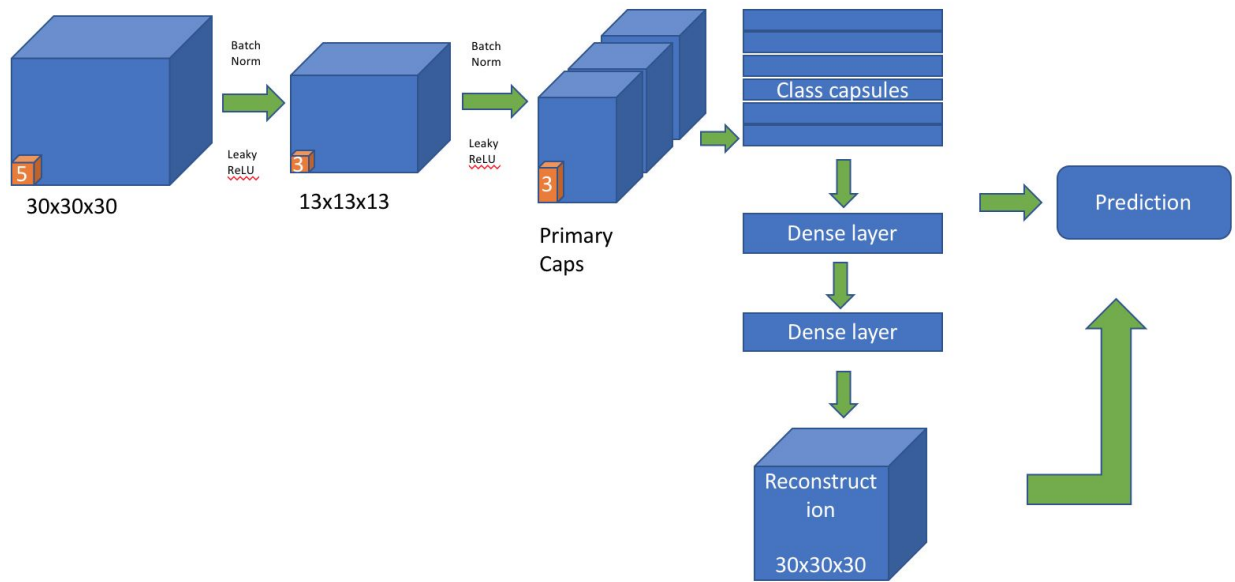 5
30x30x30
Batch
Norm
Leaky
ReLU
3
13x13x13
Batch
Norm
Leaky
ReLU
3
Primary
Caps
Class capsules
Dense layer
Dense layer
Reconstruct
ion
30x30x30
Prediction